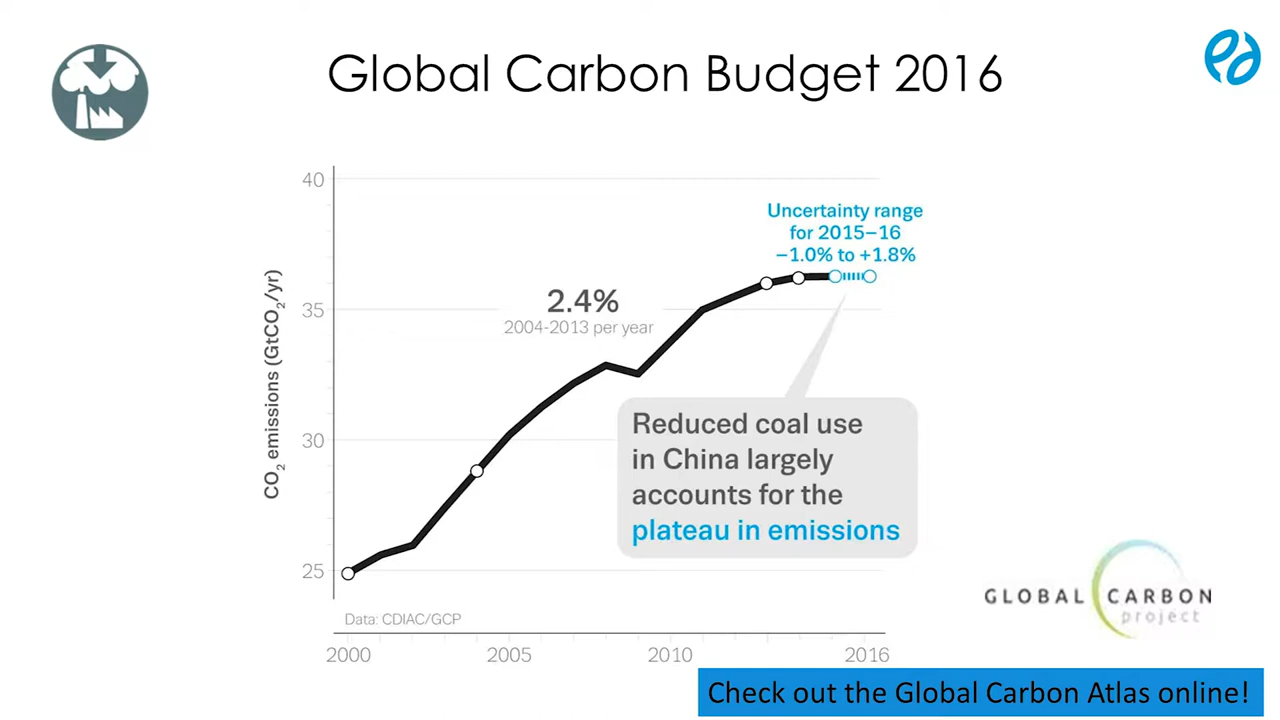 Global Carbon Budget 2016
40
35
30
25
CO₂ emissions (GtCO₂/yr)
Uncertainty range
for 2015–16
–1.0% to +1.8%
2.4%
2004-2013 per year
Reduced coal use
in China largely
accounts for the
plateau in emissions
Data: CDIAC/GCP
2000 2005 2010 2016
GLOBAL CARBON
project
Check out the Global Carbon Atlas online!